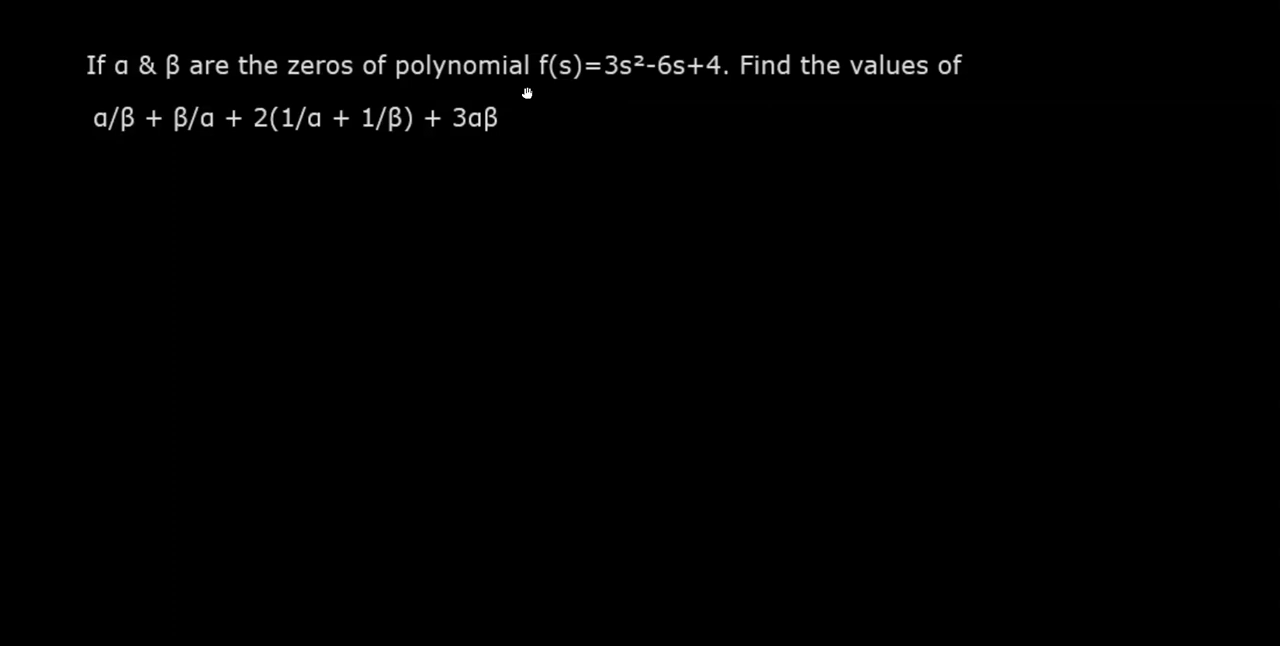 If α & β are the zeros of polynomial f(s)=3s²-6s+4. Find the values of
α/β + β/α + 2(1/α + 1/β) + 3αβ